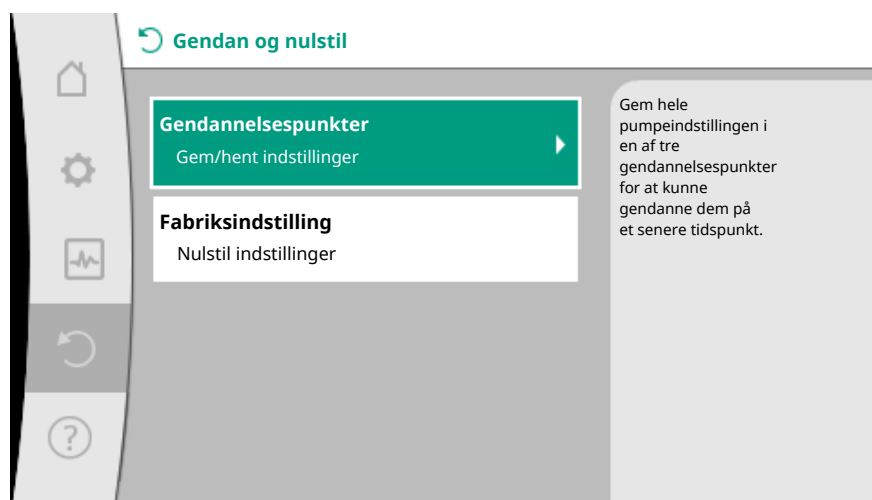 Gendan og nulstil
Gendannelsespunkter
Gem/hent indstillinger
Fabriksindstilling
Nulstil indstillinger
Gem hele
pumpeindstillingen i
en af tre
gendannelsespunkter
for at kunne
gendanne dem på
et senere tidspunkt.
?